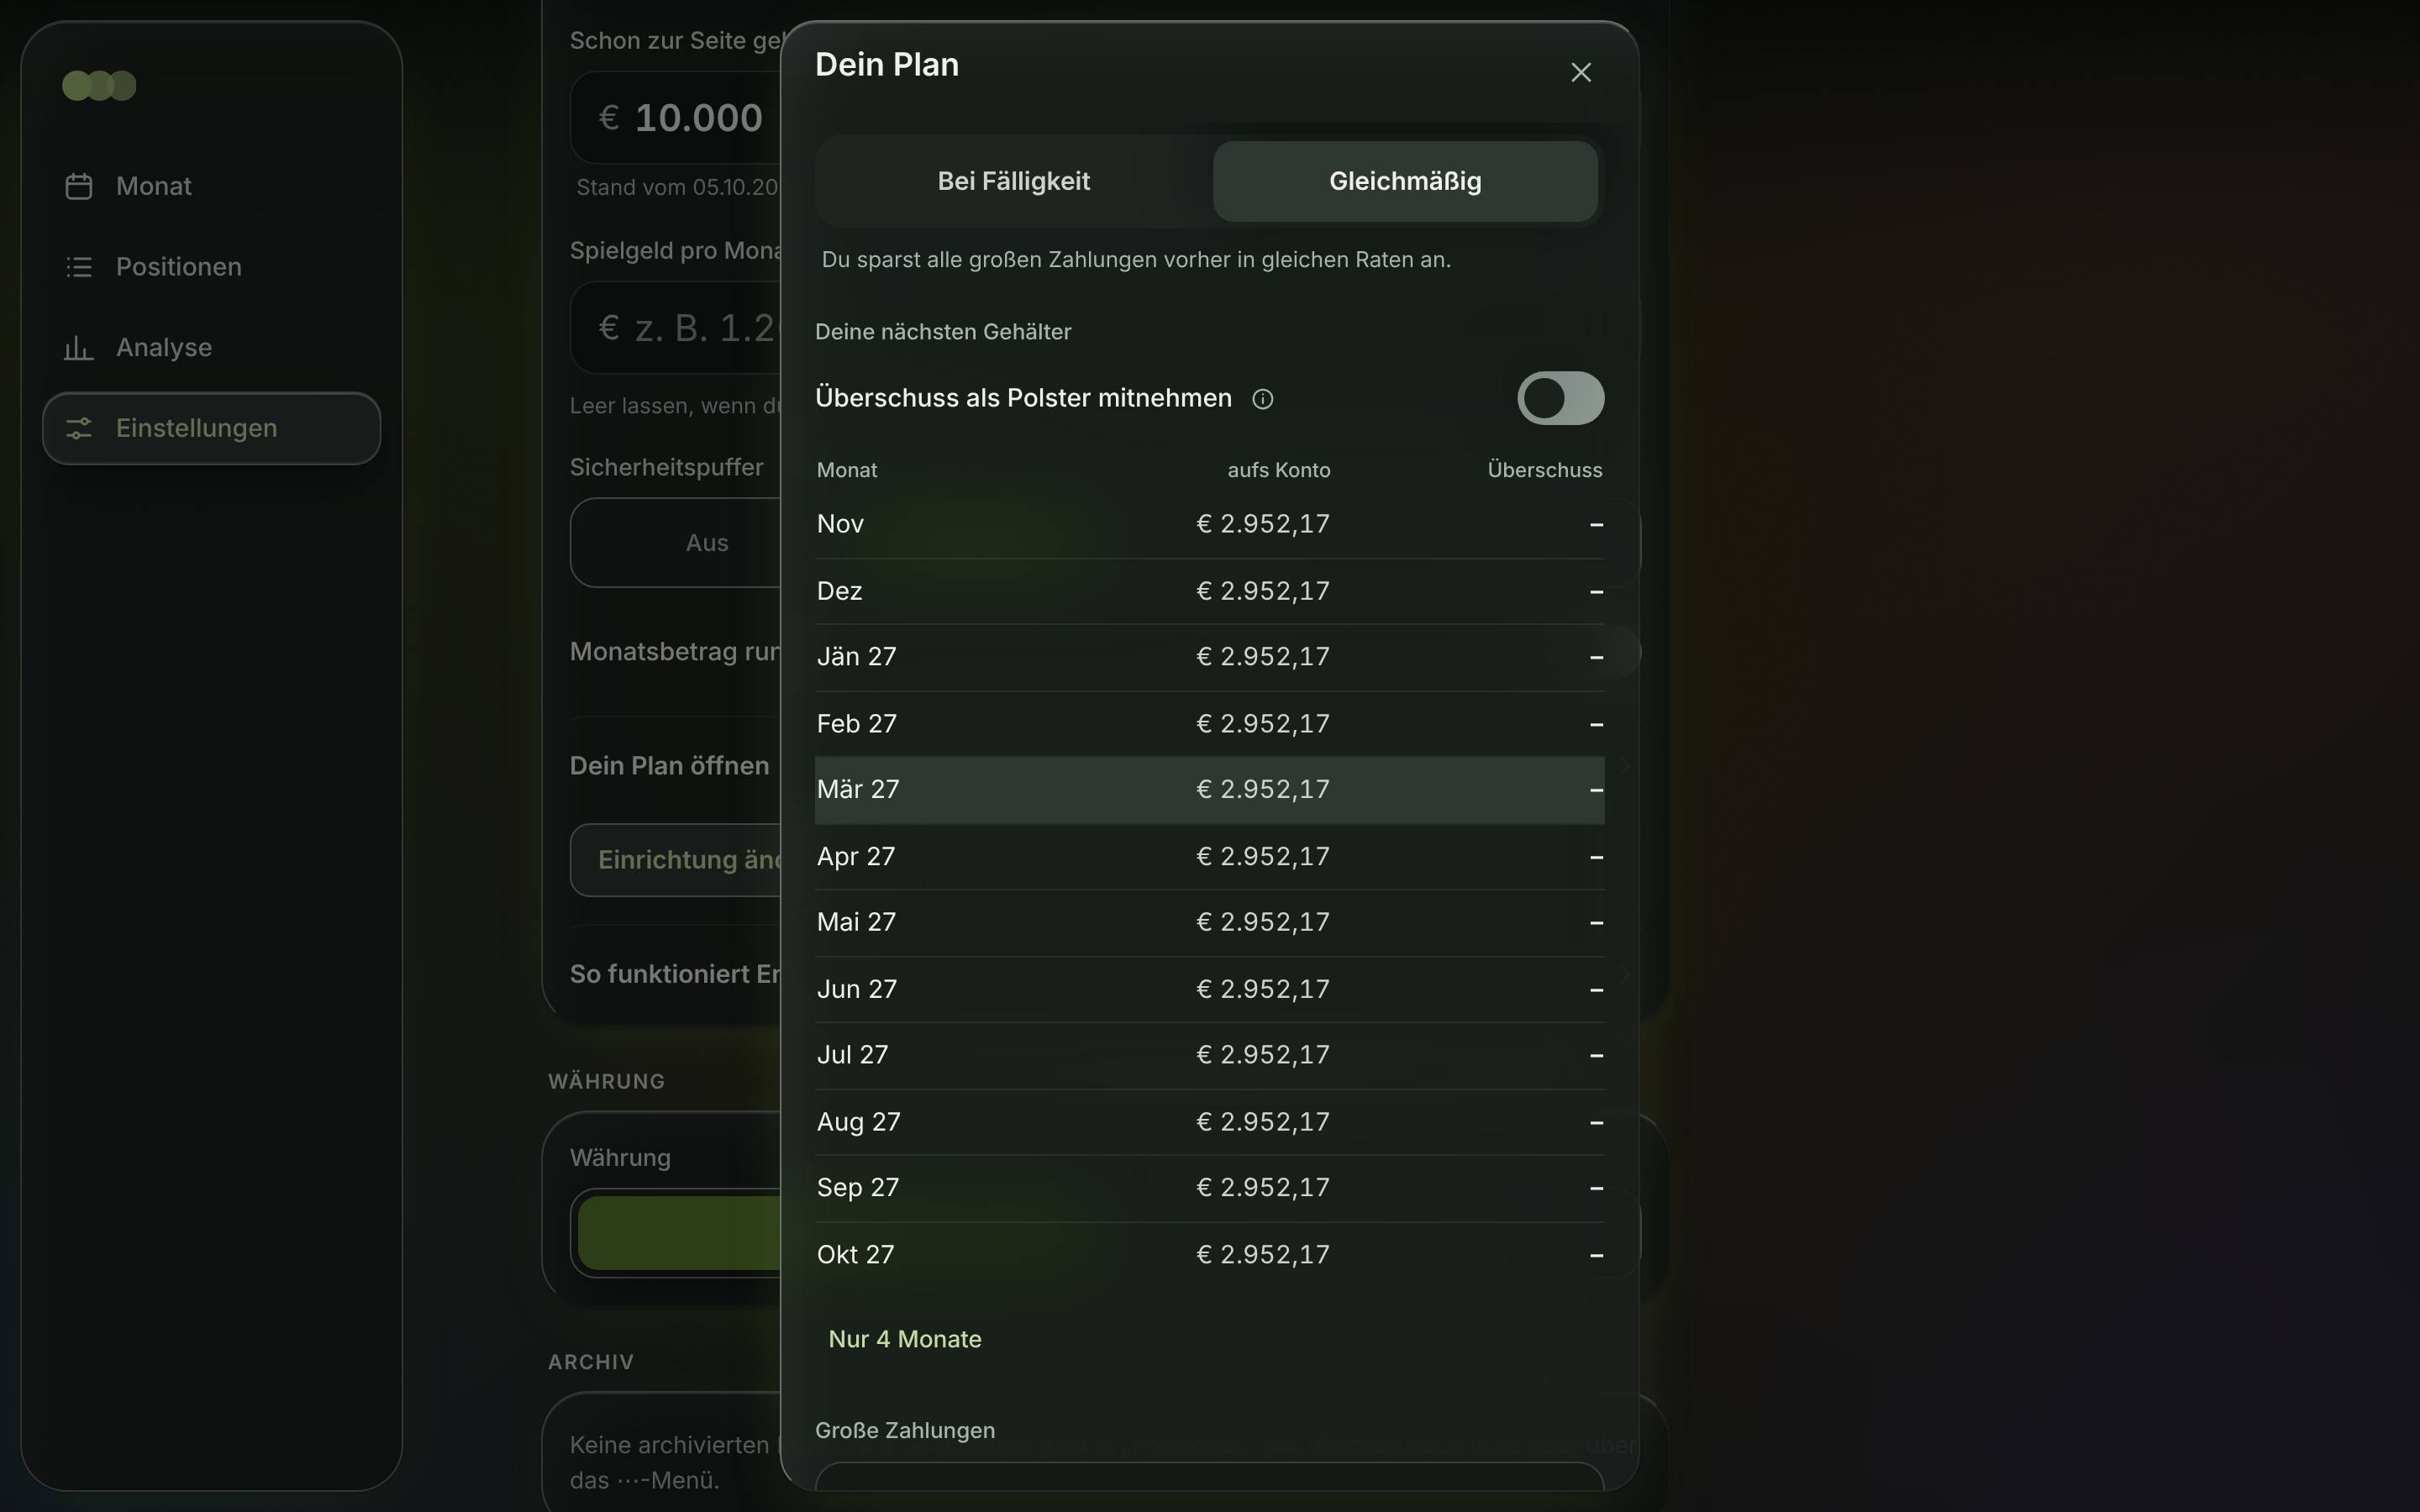 Monat
Positionen
Analyse
Einstellungen
Schon zur Seite
€ 10.000
Stand vom 05.10.20
Spielgeld pro
€ z. B.
Leer lassen, wenn
Sicherheitspuffer
Aus
Monatsbetrag
Dein Plan öffnen
Einrichtung
So funktioniert
WÄHRUNG
Währung
ARCHIV
Keine archivierten
das ···-Menü.
Dein Plan
Bei Fälligkeit Gleichmäßig
Du sparst alle großen Zahlungen vorher in gleichen Raten an.
Deine nächsten Gehälter
Überschuss als Polster mitnehmen
Monat aufs Konto Überschuss
Nov € 2.952,17 –
Dez € 2.952,17 –
Jän 27 € 2.952,17 –
Feb 27 € 2.952,17 –
Mär 27 € 2.952,17 –
Apr 27 € 2.952,17 –
Mai 27 € 2.952,17 –
Jun 27 € 2.952,17 –
Jul 27 € 2.952,17 –
Aug 27 € 2.952,17 –
Sep 27 € 2.952,17 –
Okt 27 € 2.952,17 –
Nur 4 Monate
Große Zahlungen